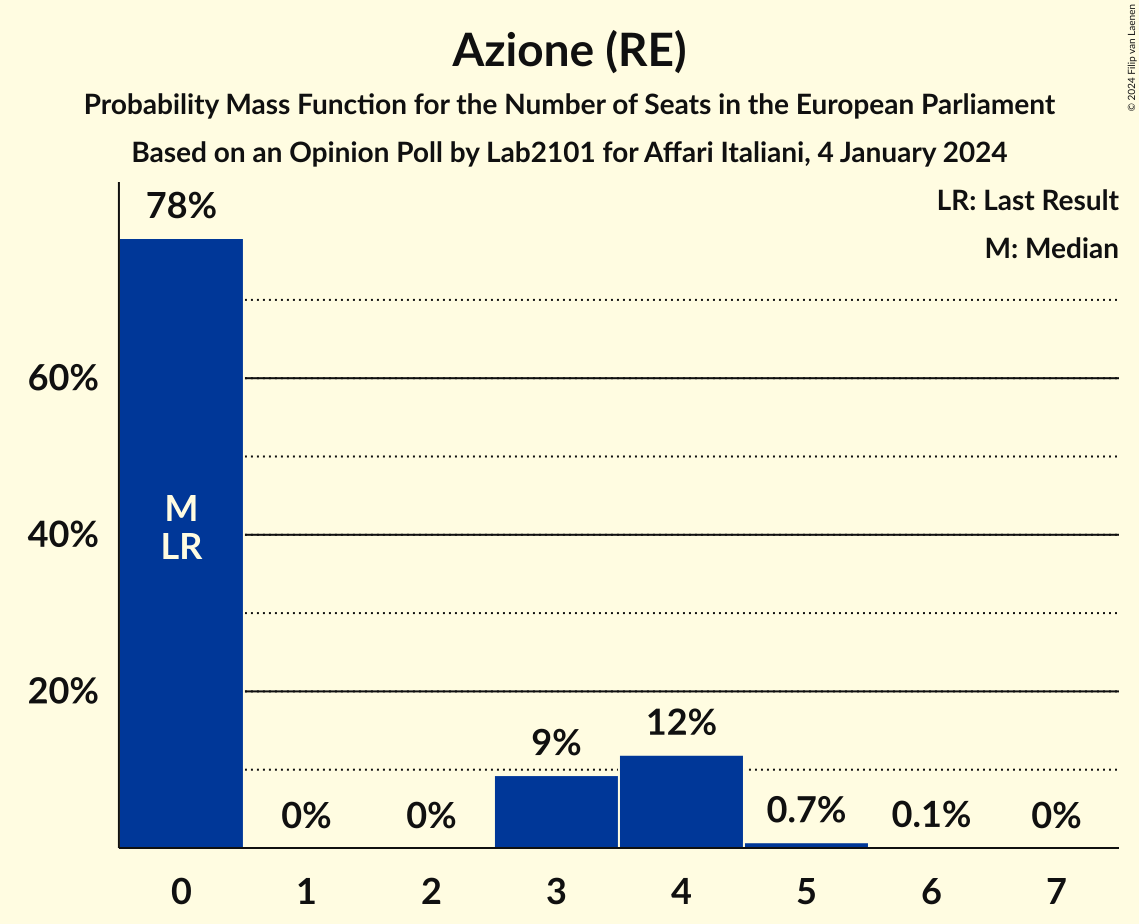 Azione (RE)
Probability Mass Function for the Number of Seats in the European Parliament
Based on an Opinion Poll by Lab2101 for Affari Italiani, 4 January 2024
© 2024 Filip van Laenen
LR: Last Result
M: Median
78%
60%
40%
20%
M
LR
0%
0%
9%
12%
0.7%
0.1%
0%
0
1
2
3
4
5
6
7